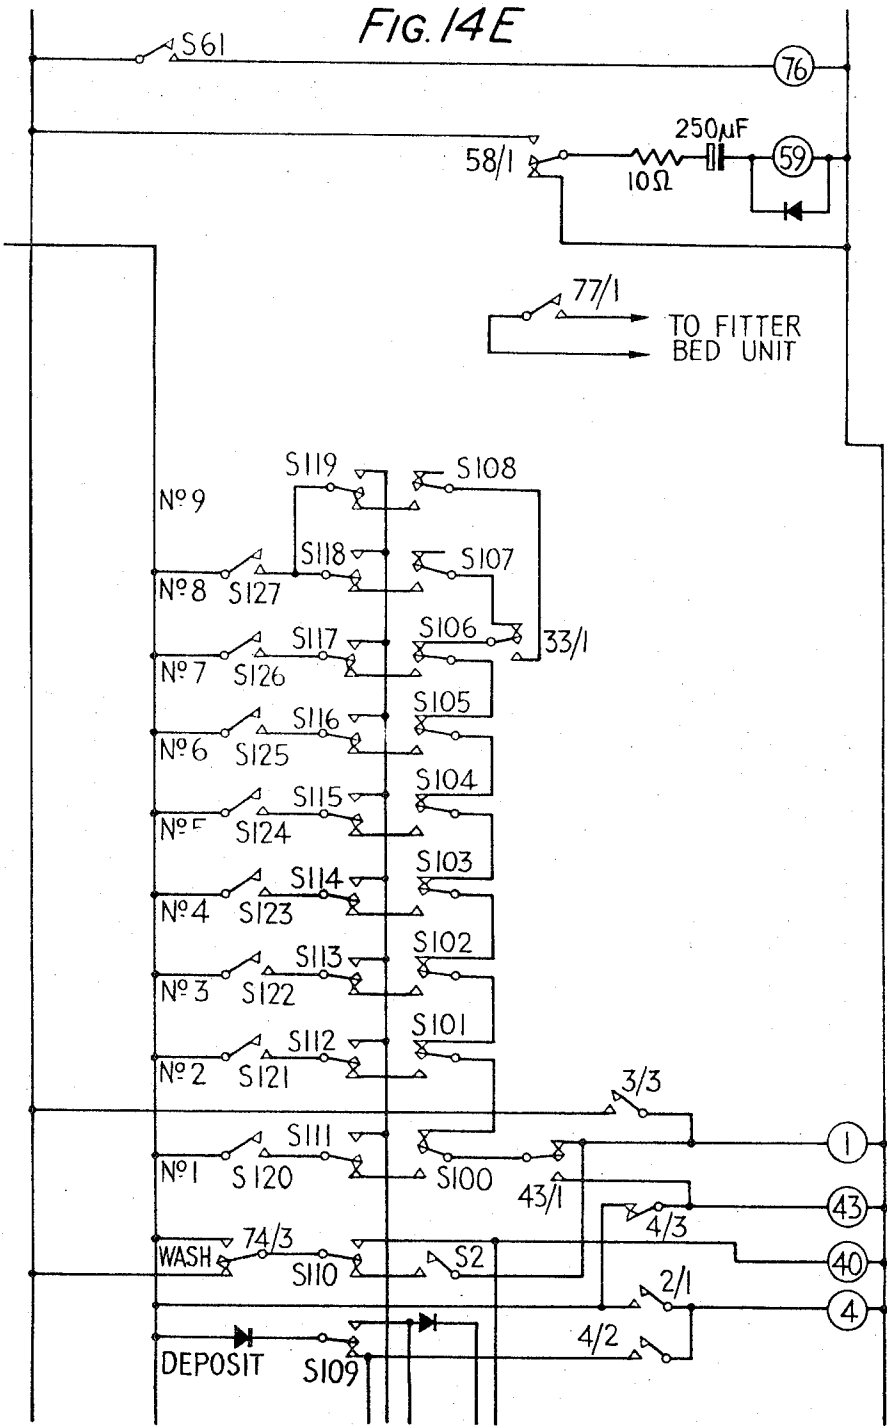 FIG. 14E
S61
76
250µF
58/1
59
10Ω
77/1
TO FITTER
BED UNIT
S119
S108
Nº9
S118
S107
Nº8
S127
S117
S106
33/1
Nº7
S126
S105
S116
Nº6
S125
S104
S115
Nº5
S124
S103
S114
Nº4
S123
S102
S113
Nº3
S122
S101
S112
Nº2
S121
3/3
S111
1
Nº1
S120
S100
43/1
43
4/3
WASH
74/3
S2
S110
40
2/1
4
4/2
DEPOSIT
S109